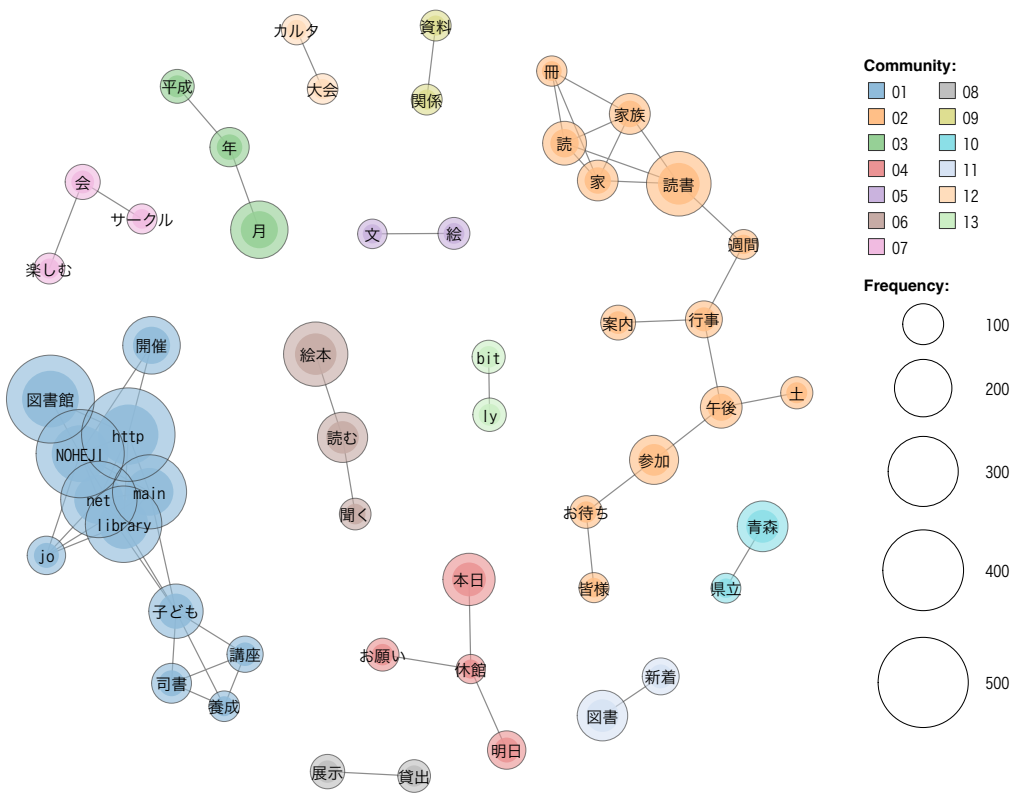 カルタ
資料
大会
関係
平成
年
月
会
サークル
楽しむ
文
絵
冊
家族
読
家
読書
週間
案内
行事
午後
土
参加
お待ち
皆様
青森
県立
開催
図書館
http
NOHEJI
net
main
library
jo
子ども
講座
司書
養成
絵本
読む
聞く
bit
ly
本日
お願い
休館
明日
新着
図書
展示
貸出
Community:
01
02
03
04
05
06
07
08
09
10
11
12
13
Frequency:
100
200
300
400
500